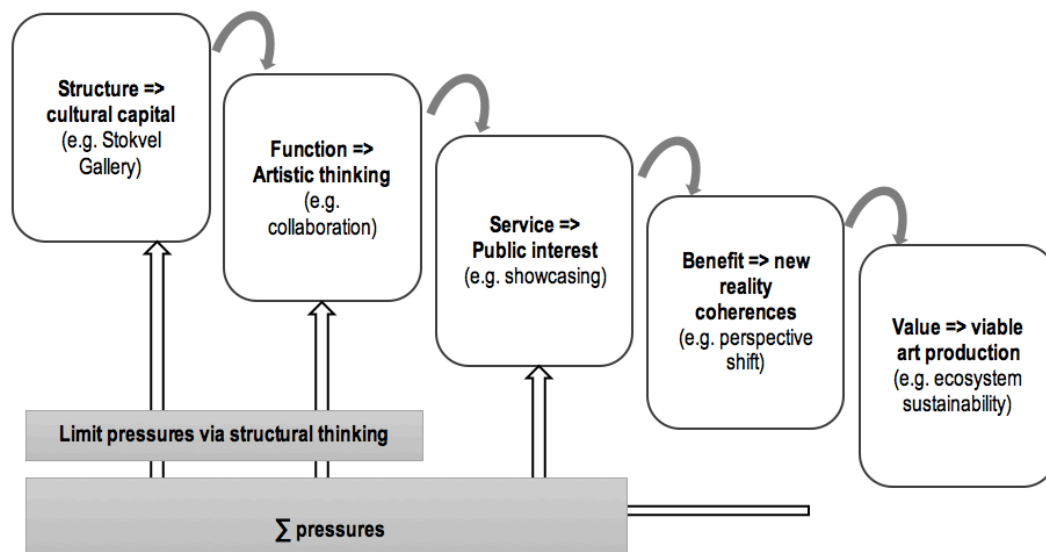 Structure =>
cultural capital
(e.g. Stokvel
Gallery)
Function =>
Artistic thinking
(e.g.
collaboration)
Service =>
Public interest
(e.g. showcasing)
Benefit => new
reality
coherences
(e.g. perspective
shift)
Value => viable
art production
(e.g. ecosystem
sustainability)
Limit pressures via structural thinking
∑ pressures